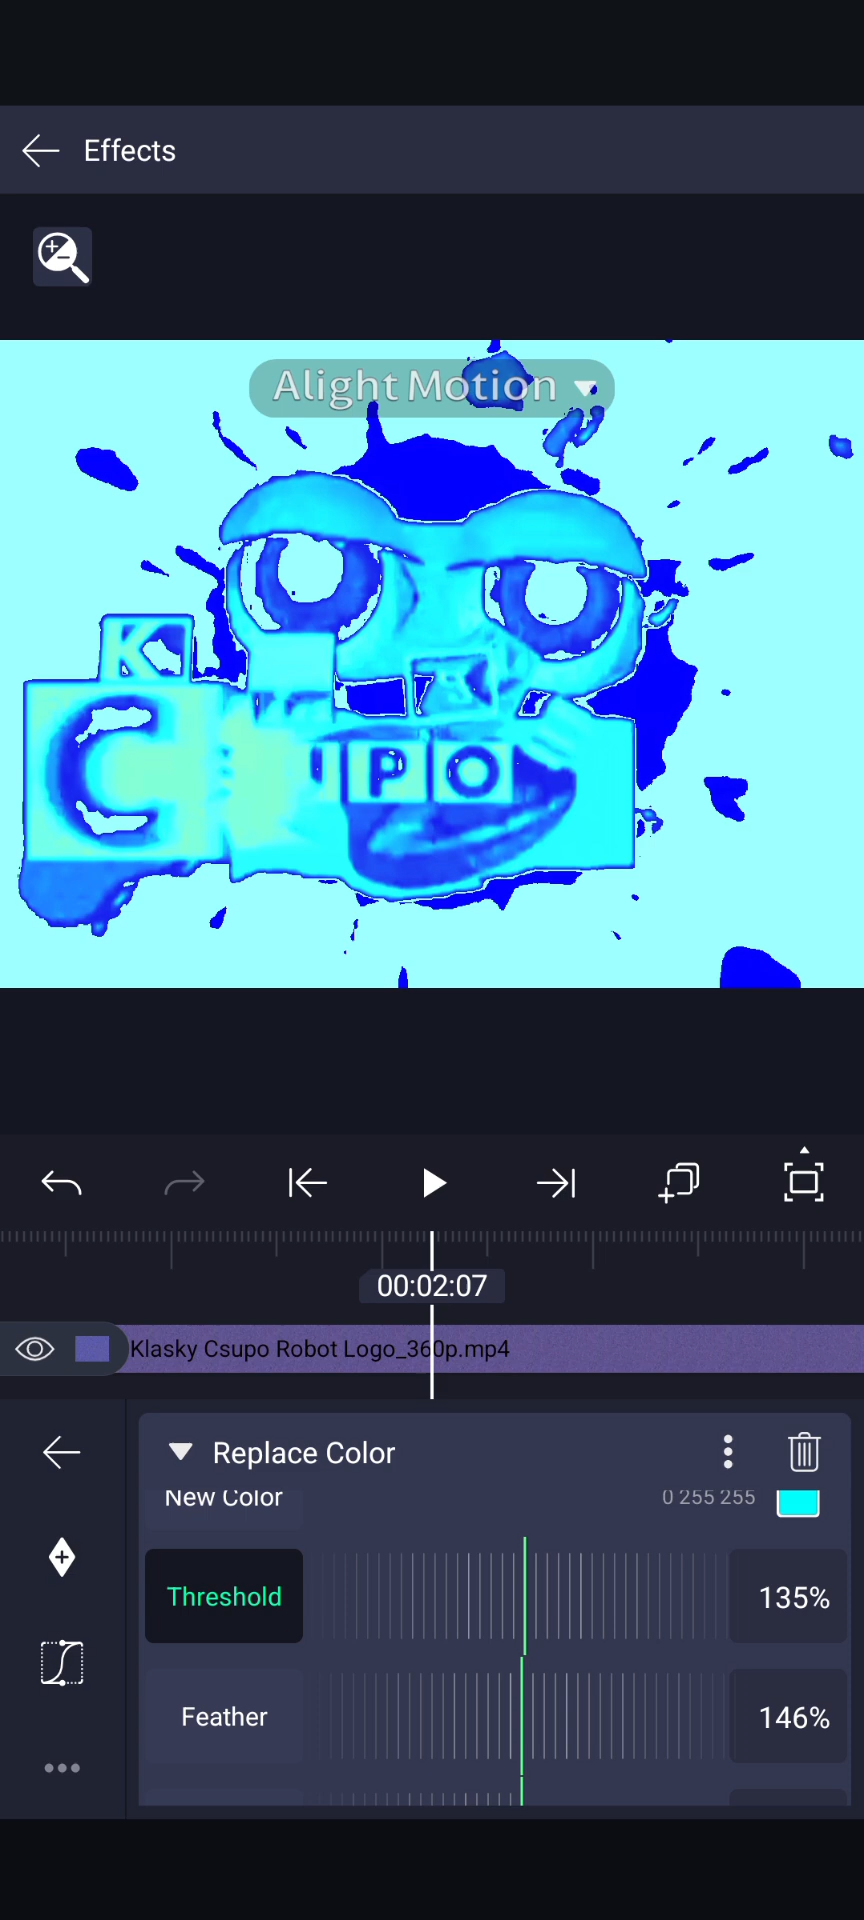 Effects
Alight Motion
K
C
PO
00:02:07
Klasky Csupo Robot Logo_360p.mp4
Replace Color
New Color 0 255 255
Threshold 135%
Feather 146%